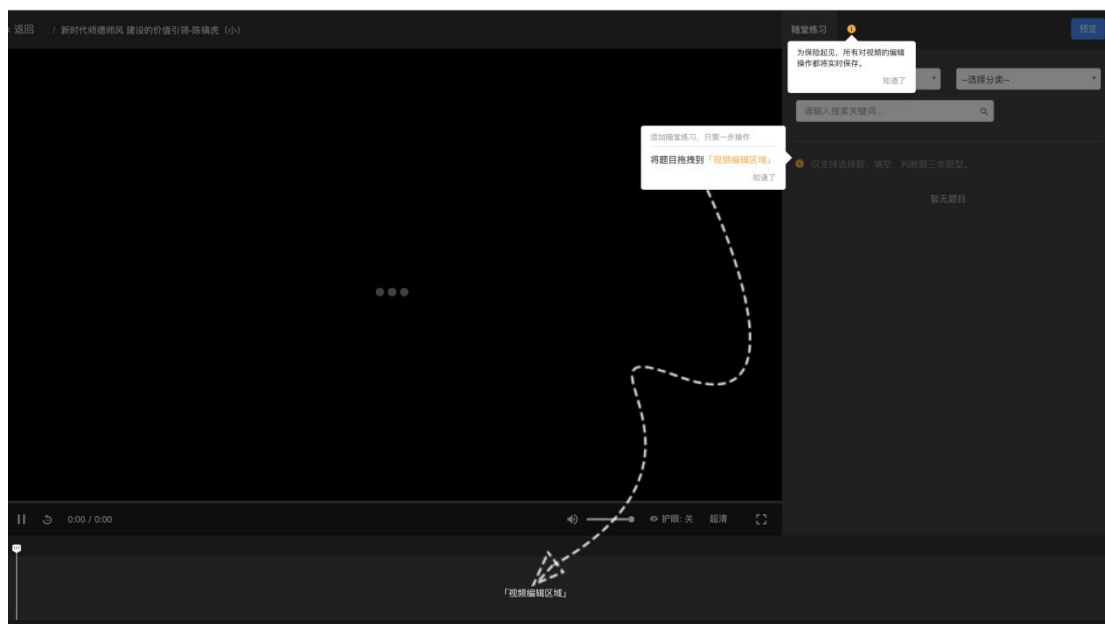 返回 / 新时代师德师风 建设的价值引领-陈镇虎（小）
随堂练习
预览
为保险起见，所有对视频的编辑
操作都将实时保存。
知道了
--选择分类--
请输入搜索关键词...
添加随堂练习，只需一步操作
将题目拖拽到「视频编辑区域」
知道了
仅支持选择题、填空、判断题三类题型。
暂无题目
0:00 / 0:00
护眼: 关 超清
「视频编辑区域」